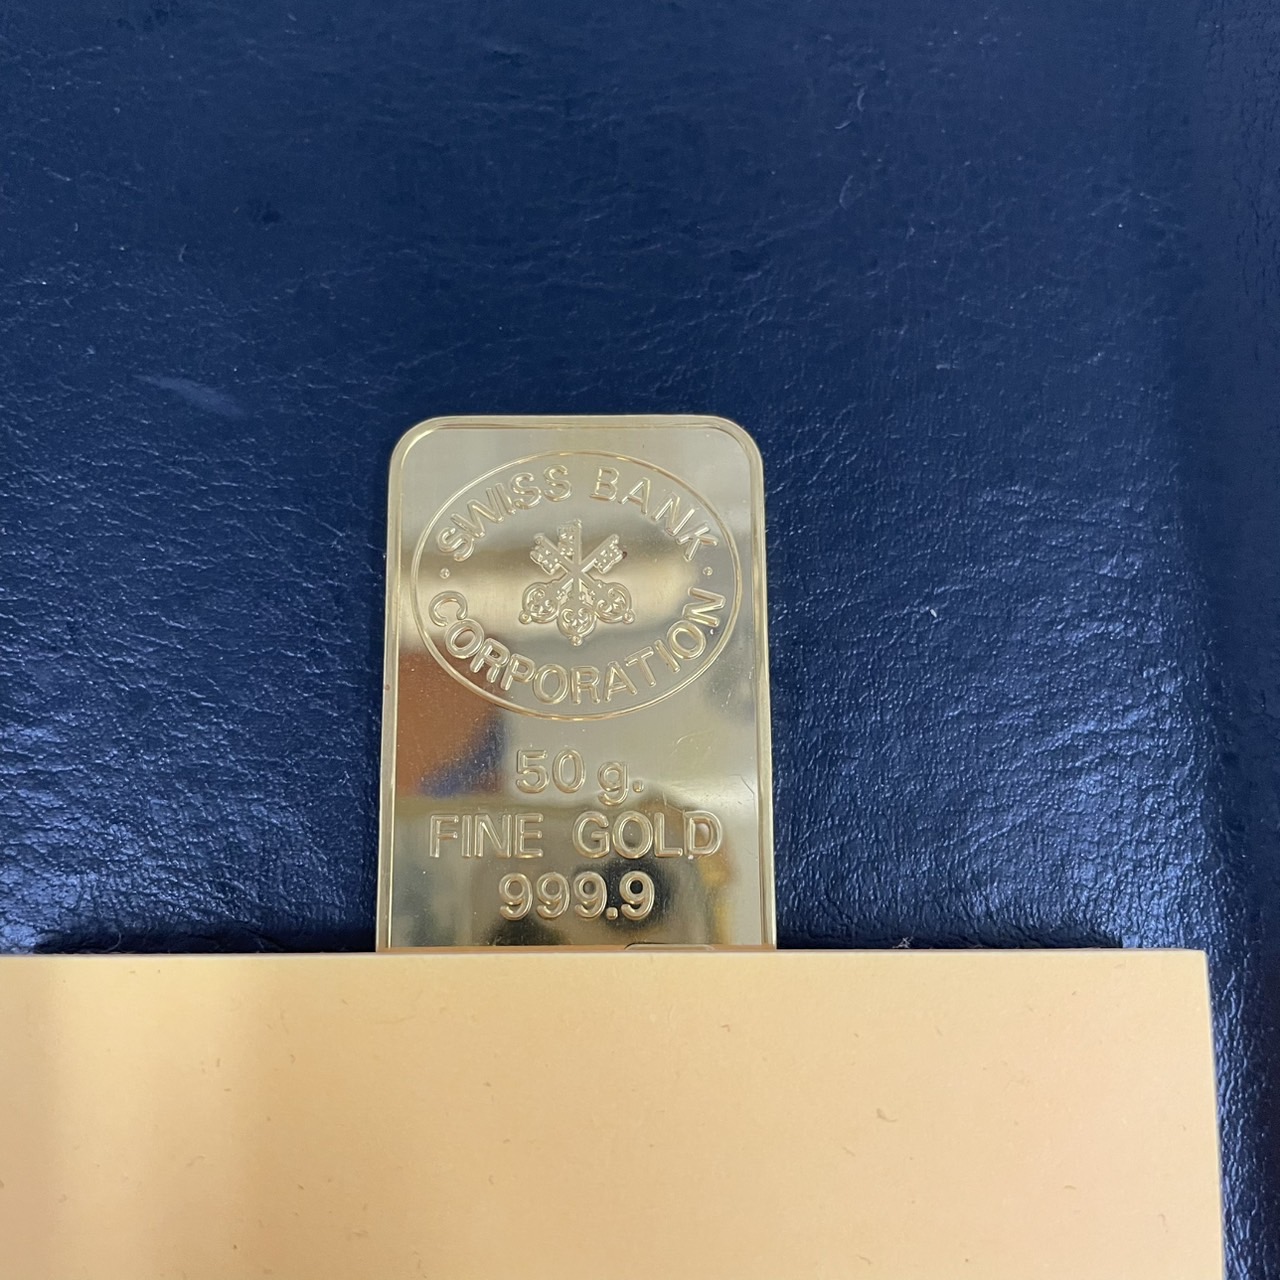 SWISS BANK
CORPORATION
50 g.
FINE GOLD
999.9